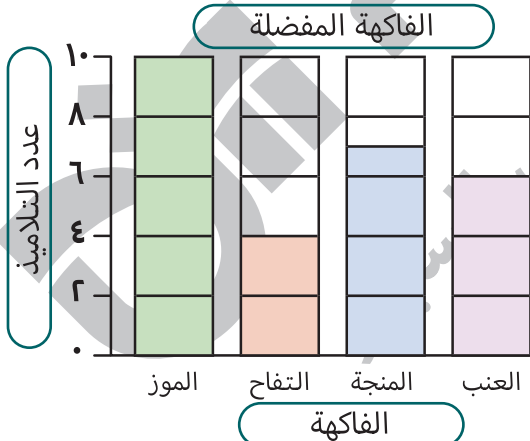 الفاكهة المفضلة
عدد التلاميذ
١٠
٨
٦
٤
٢
٠
الموز التفاح المنجة العنب
الفاكهة